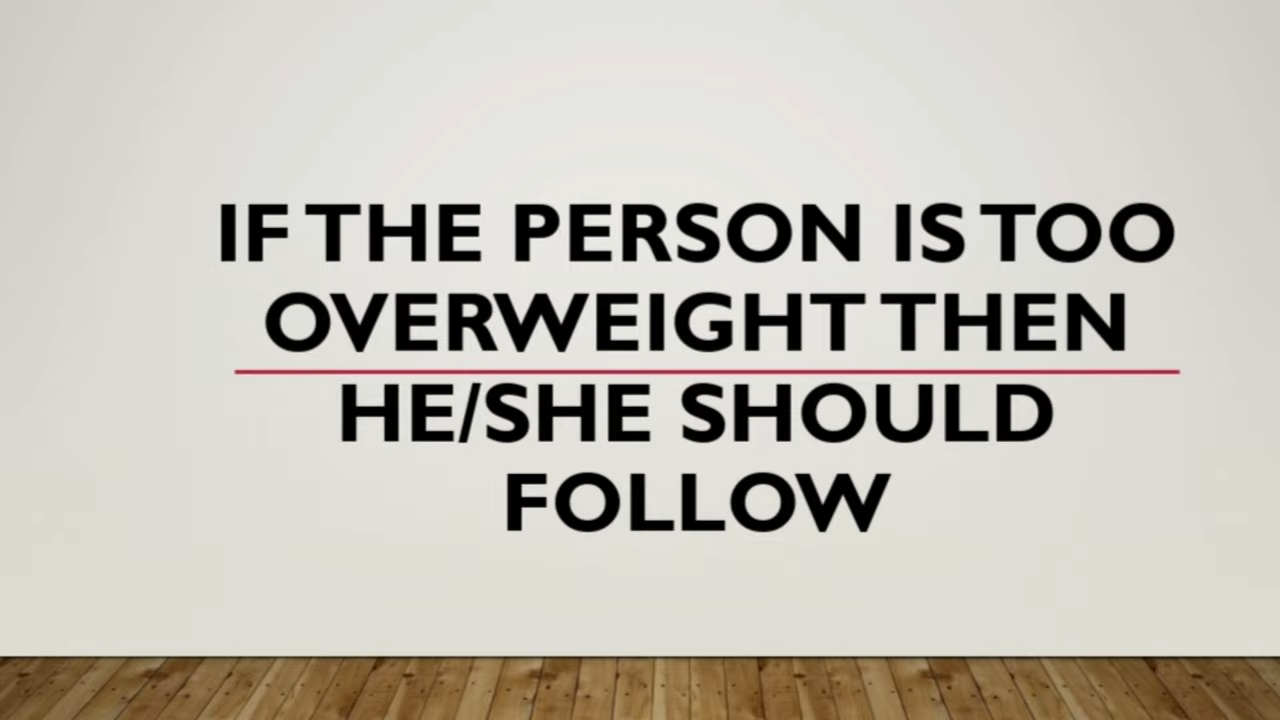 IF THE PERSON IS TOO
OVERWEIGHT THEN
HE/SHE SHOULD
FOLLOW